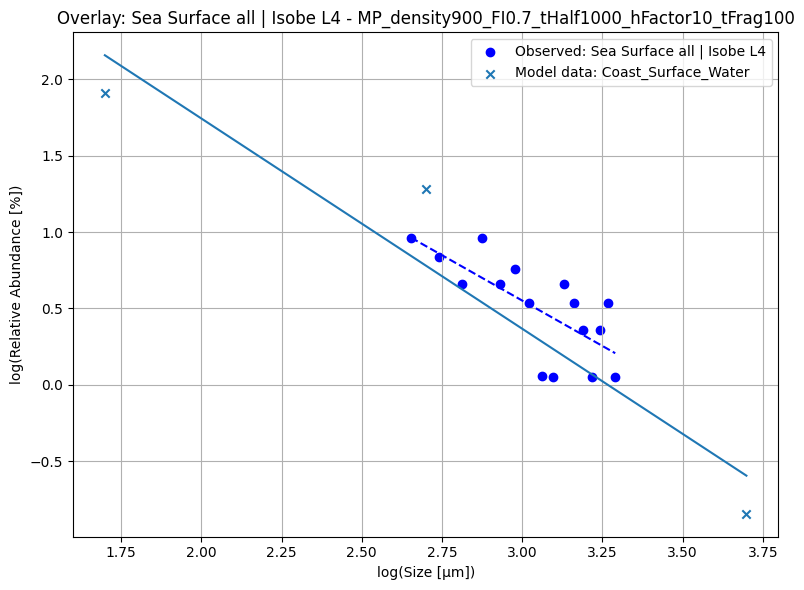 Overlay: Sea Surface all | Isobe L4 - MP_density900_FI0.7_tHalf1000_hFactor10_tFrag100
Observed: Sea Surface all | Isobe L4
Model data: Coast_Surface_Water
log(Relative Abundance [%])
2.0
1.5
1.0
0.5
0.0
−0.5
1.75 2.00 2.25 2.50 2.75 3.00 3.25 3.50 3.75
log(Size [µm])